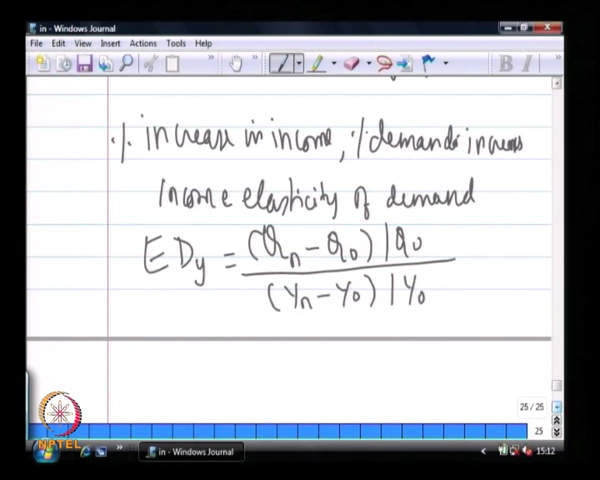 in - Windows Journal
File Edit View Insert Actions Tools Help
B I
% increase in income, % demand increases
Income elasticity of demand
EDy = (Qn - Q0) | Q0
(Yn - Y0) | Y0
25 / 25
25
NPTEL
in - Windows Journal
15:12